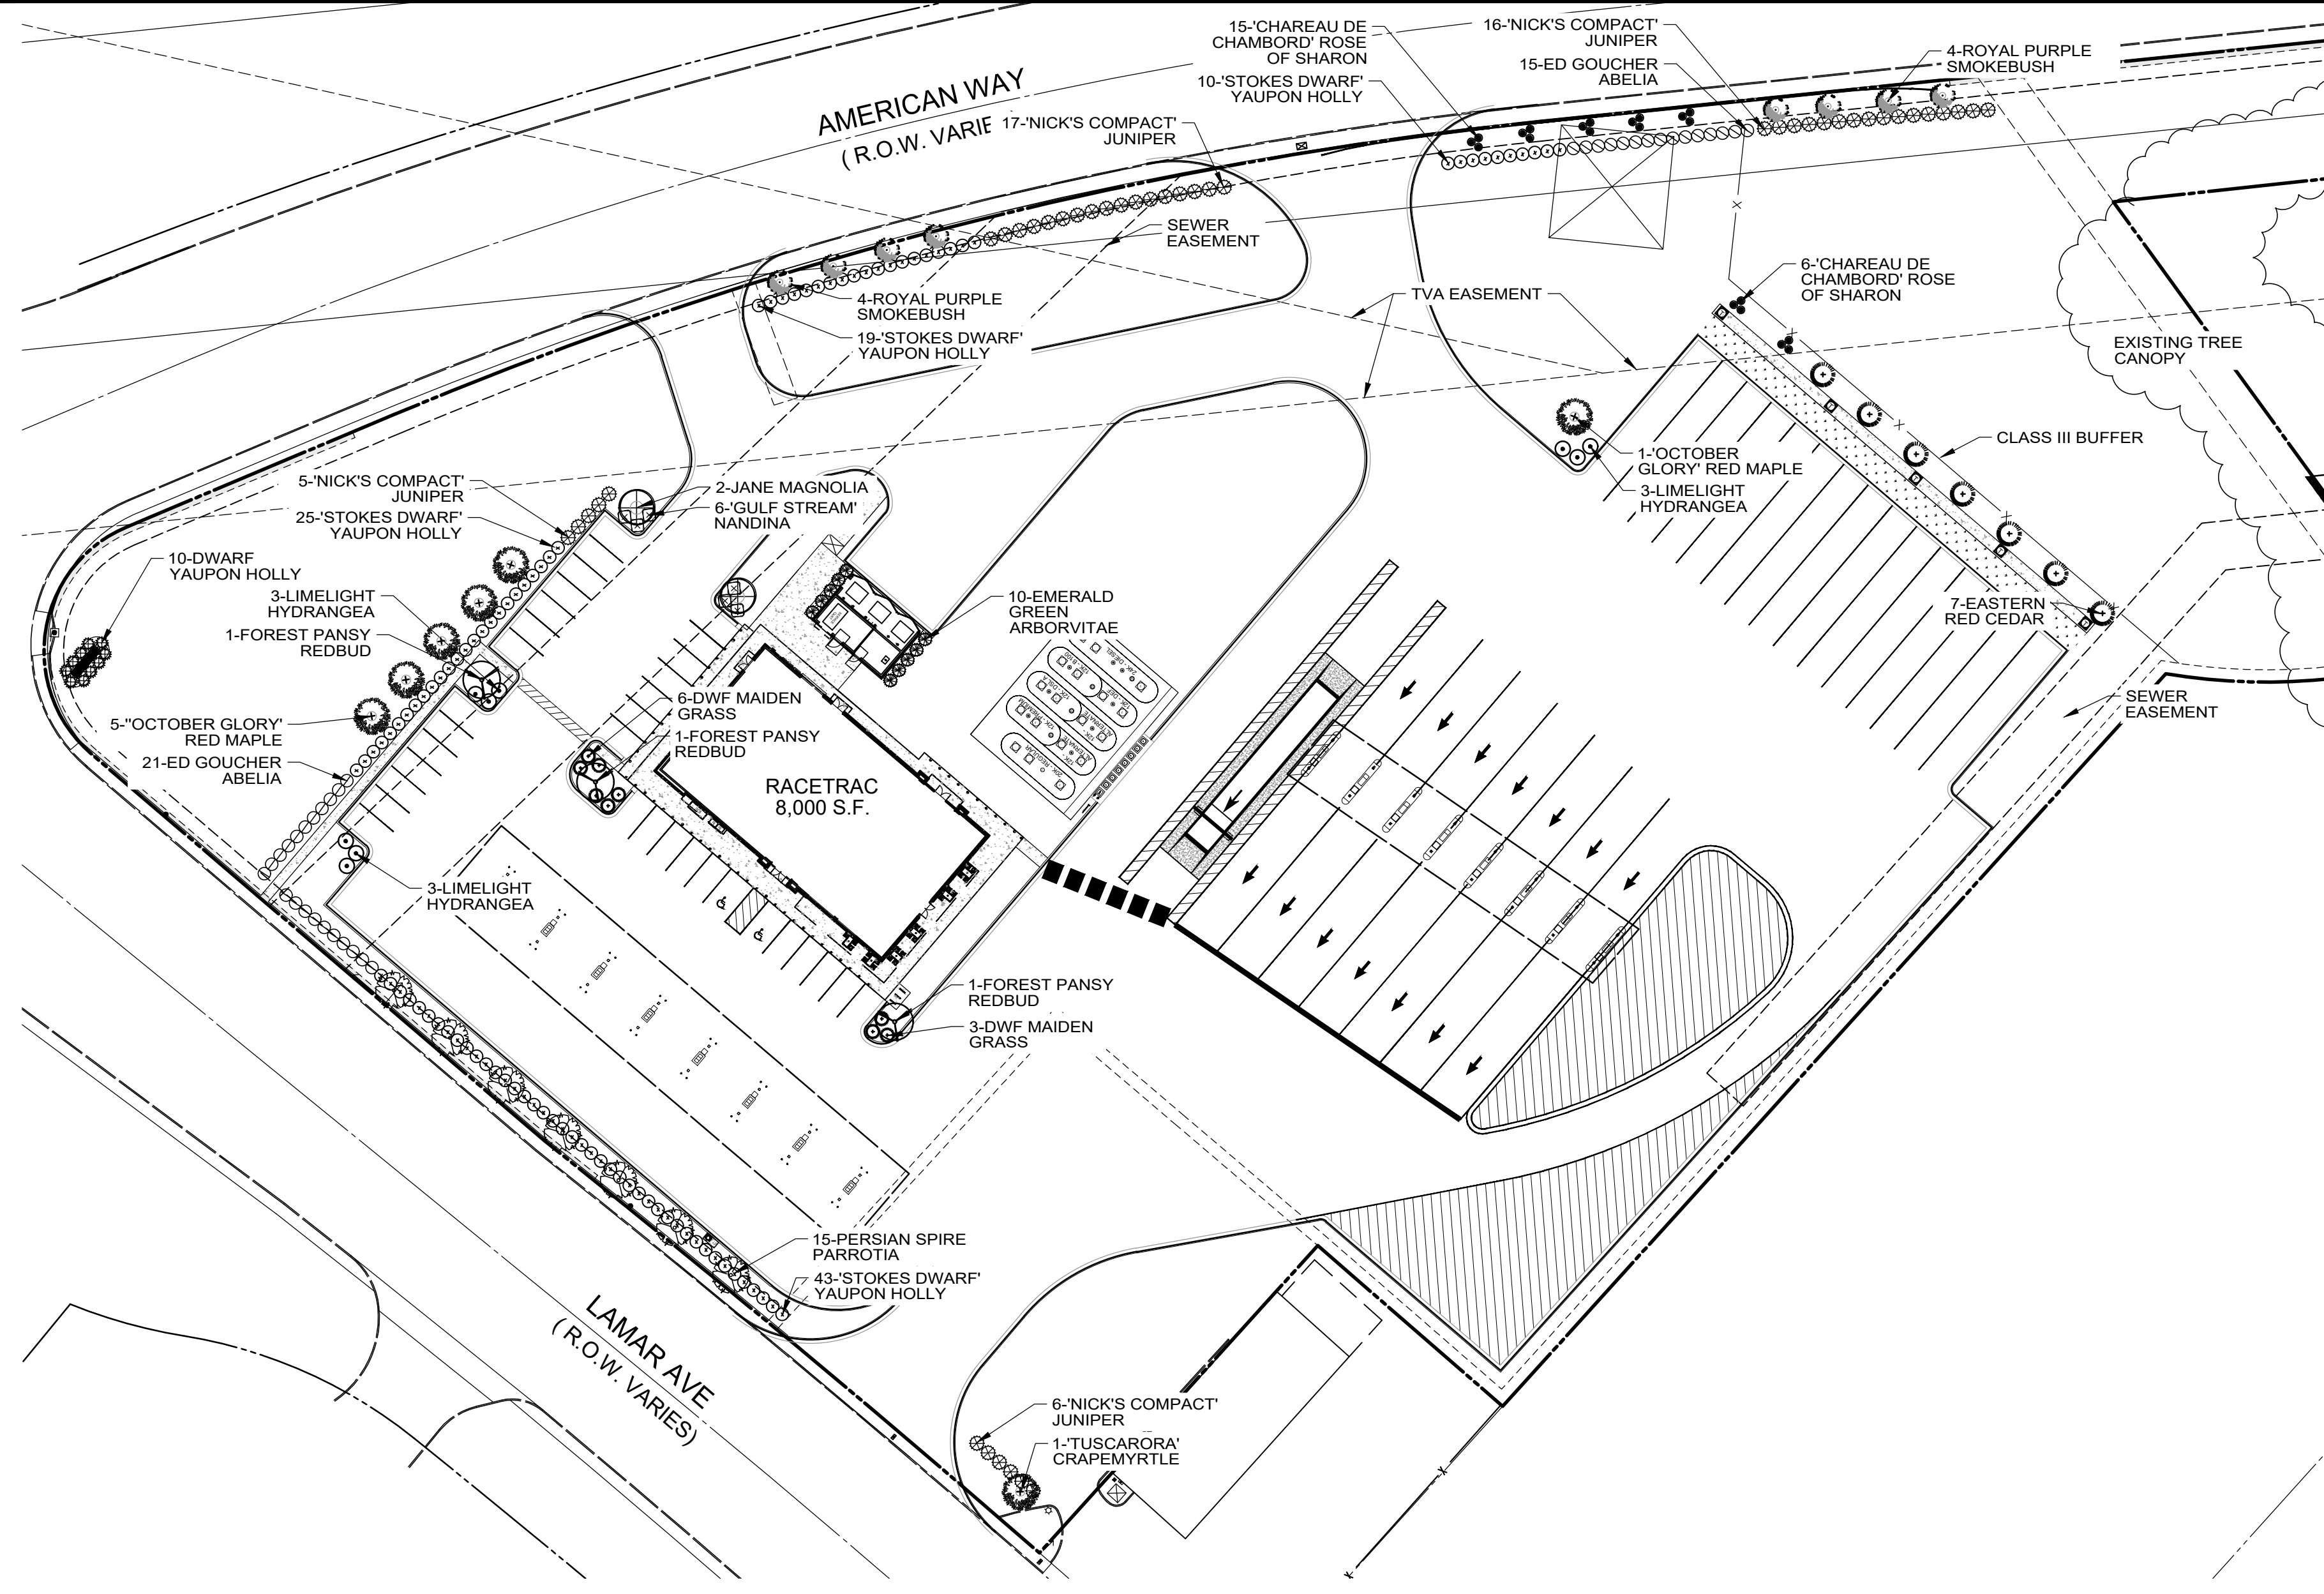 15-'CHAREAU DE
CHAMBORD' ROSE
OF SHARON
10-'STOKES DWARF'
YAUPON HOLLY
16-'NICK'S COMPACT'
JUNIPER
15-ED GOUCHER
ABELIA
4-ROYAL PURPLE
SMOKEBUSH
AMERICAN WAY
( R.O.W. VARIE
17-'NICK'S COMPACT'
JUNIPER
SEWER
EASEMENT
4-ROYAL PURPLE
SMOKEBUSH
19-'STOKES DWARF'
YAUPON HOLLY
TVA EASEMENT
6-'CHAREAU DE
CHAMBORD' ROSE
OF SHARON
EXISTING TREE
CANOPY
CLASS III BUFFER
1-'OCTOBER
GLORY' RED MAPLE
3-LIMELIGHT
HYDRANGEA
5-'NICK'S COMPACT'
JUNIPER
25-'STOKES DWARF'
YAUPON HOLLY
2-JANE MAGNOLIA
6-'GULF STREAM'
NANDINA
10-DWARF
YAUPON HOLLY
3-LIMELIGHT
HYDRANGEA
1-FOREST PANSY
REDBUD
10-EMERALD
GREEN
ARBORVITAE
7-EASTERN
RED CEDAR
SEWER
EASEMENT
6-DWF MAIDEN
GRASS
1-FOREST PANSY
REDBUD
5-"OCTOBER GLORY'
RED MAPLE
21-ED GOUCHER
ABELIA
RACETRAC
8,000 S.F.
3-LIMELIGHT
HYDRANGEA
1-FOREST PANSY
REDBUD
3-DWF MAIDEN
GRASS
15-PERSIAN SPIRE
PARROTIA
43-'STOKES DWARF'
YAUPON HOLLY
LAMAR AVE
( R.O.W. VARIES)
6-'NICK'S COMPACT'
JUNIPER
1-'TUSCARORA'
CRAPEMYRTLE